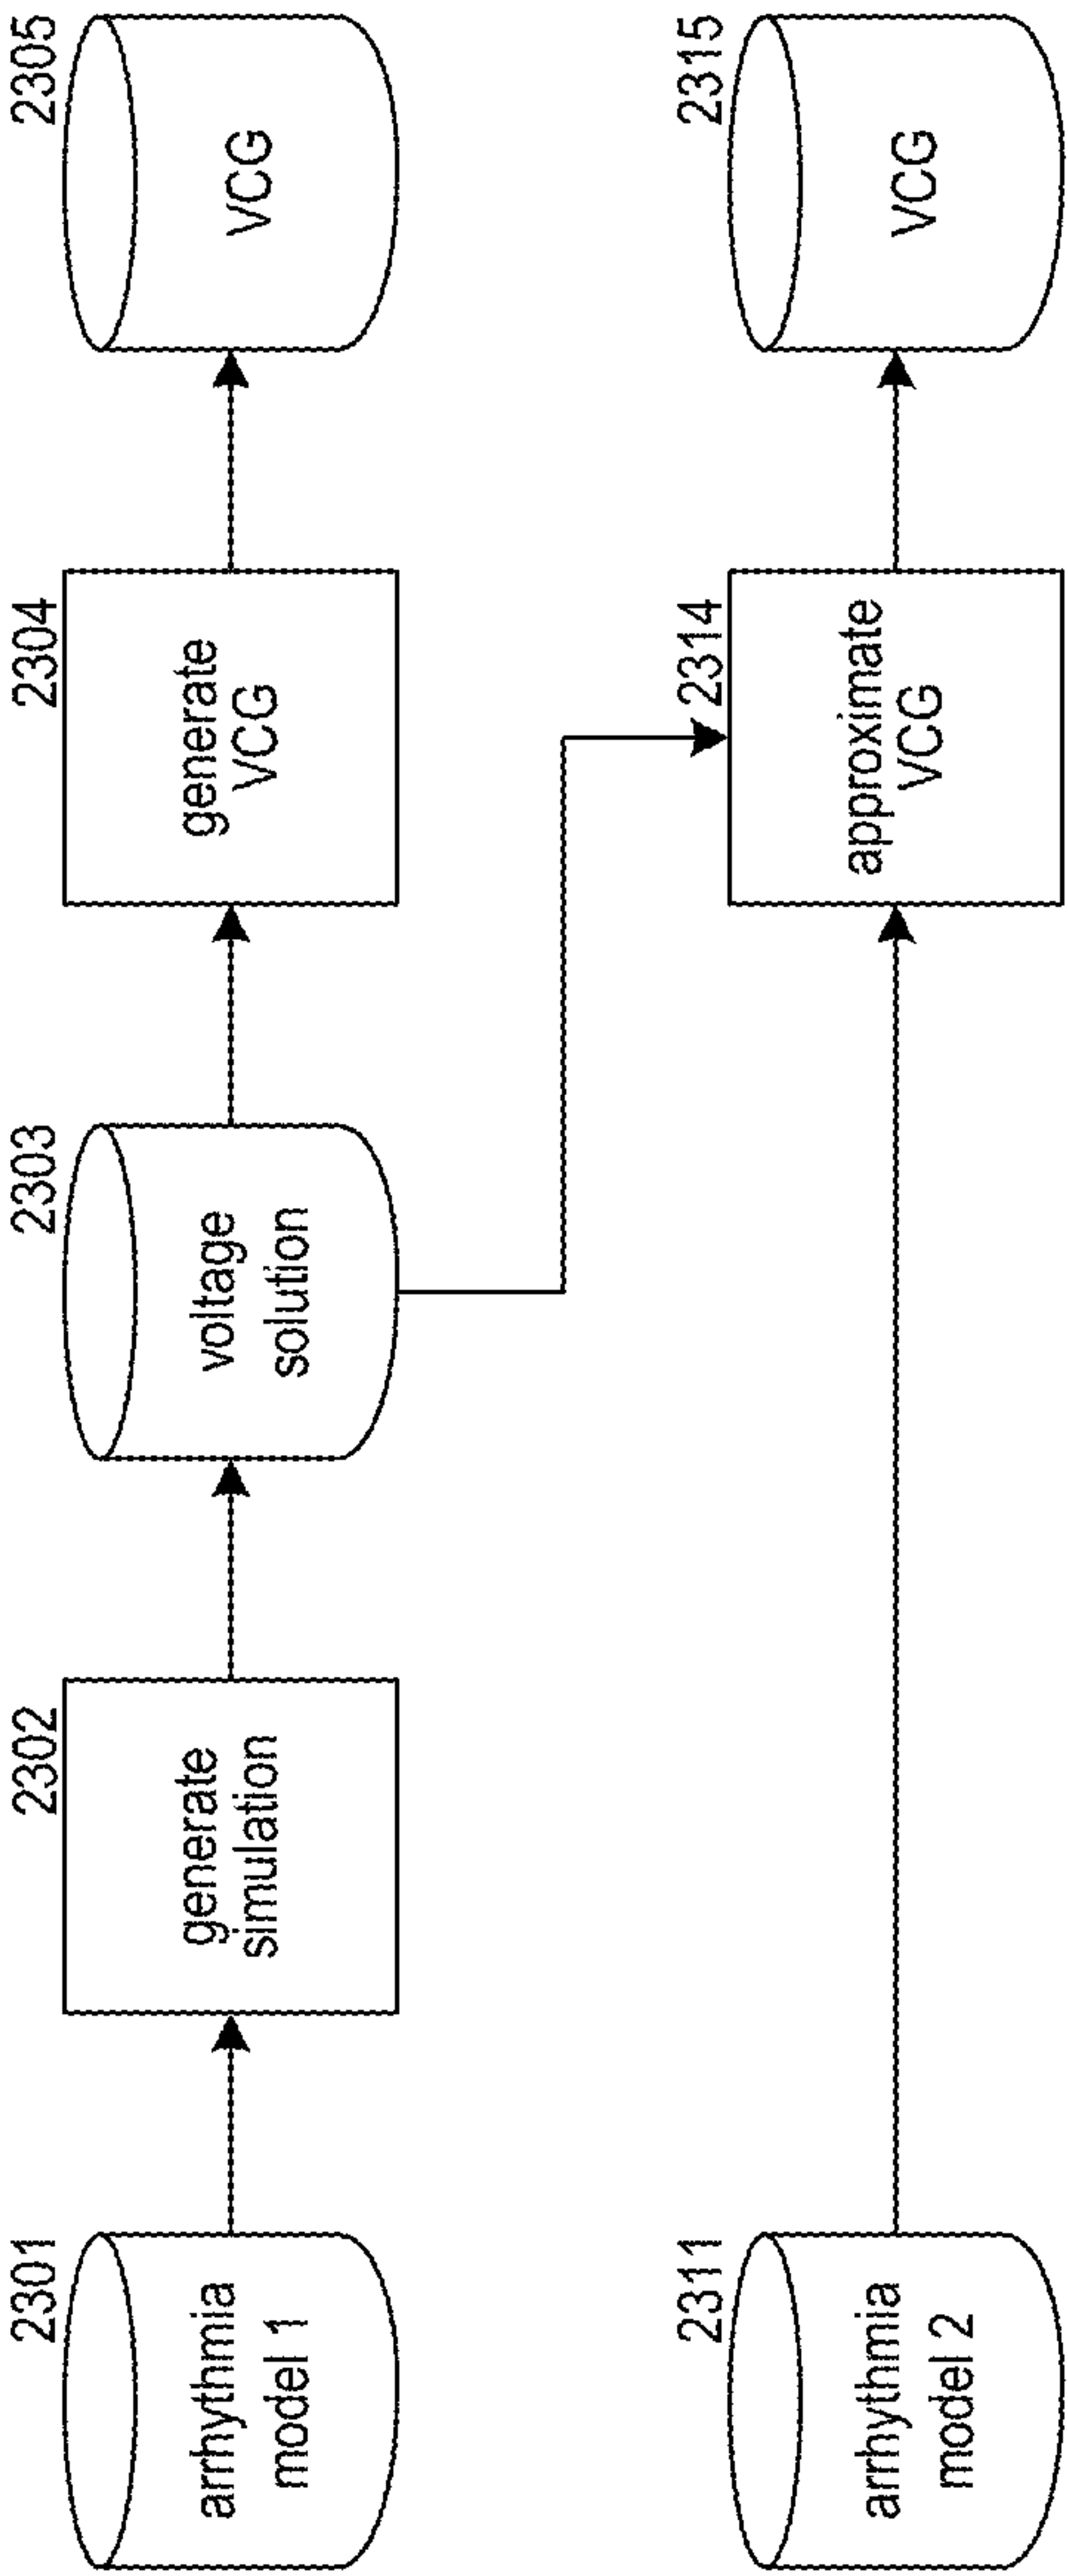 2301
arrhythmia
model 1
2302
generate
simulation
2303
voltage
solution
2304
generate
VCG
2305
VCG
2311
arrhythmia
model 2
2314
approximate
VCG
2315
VCG